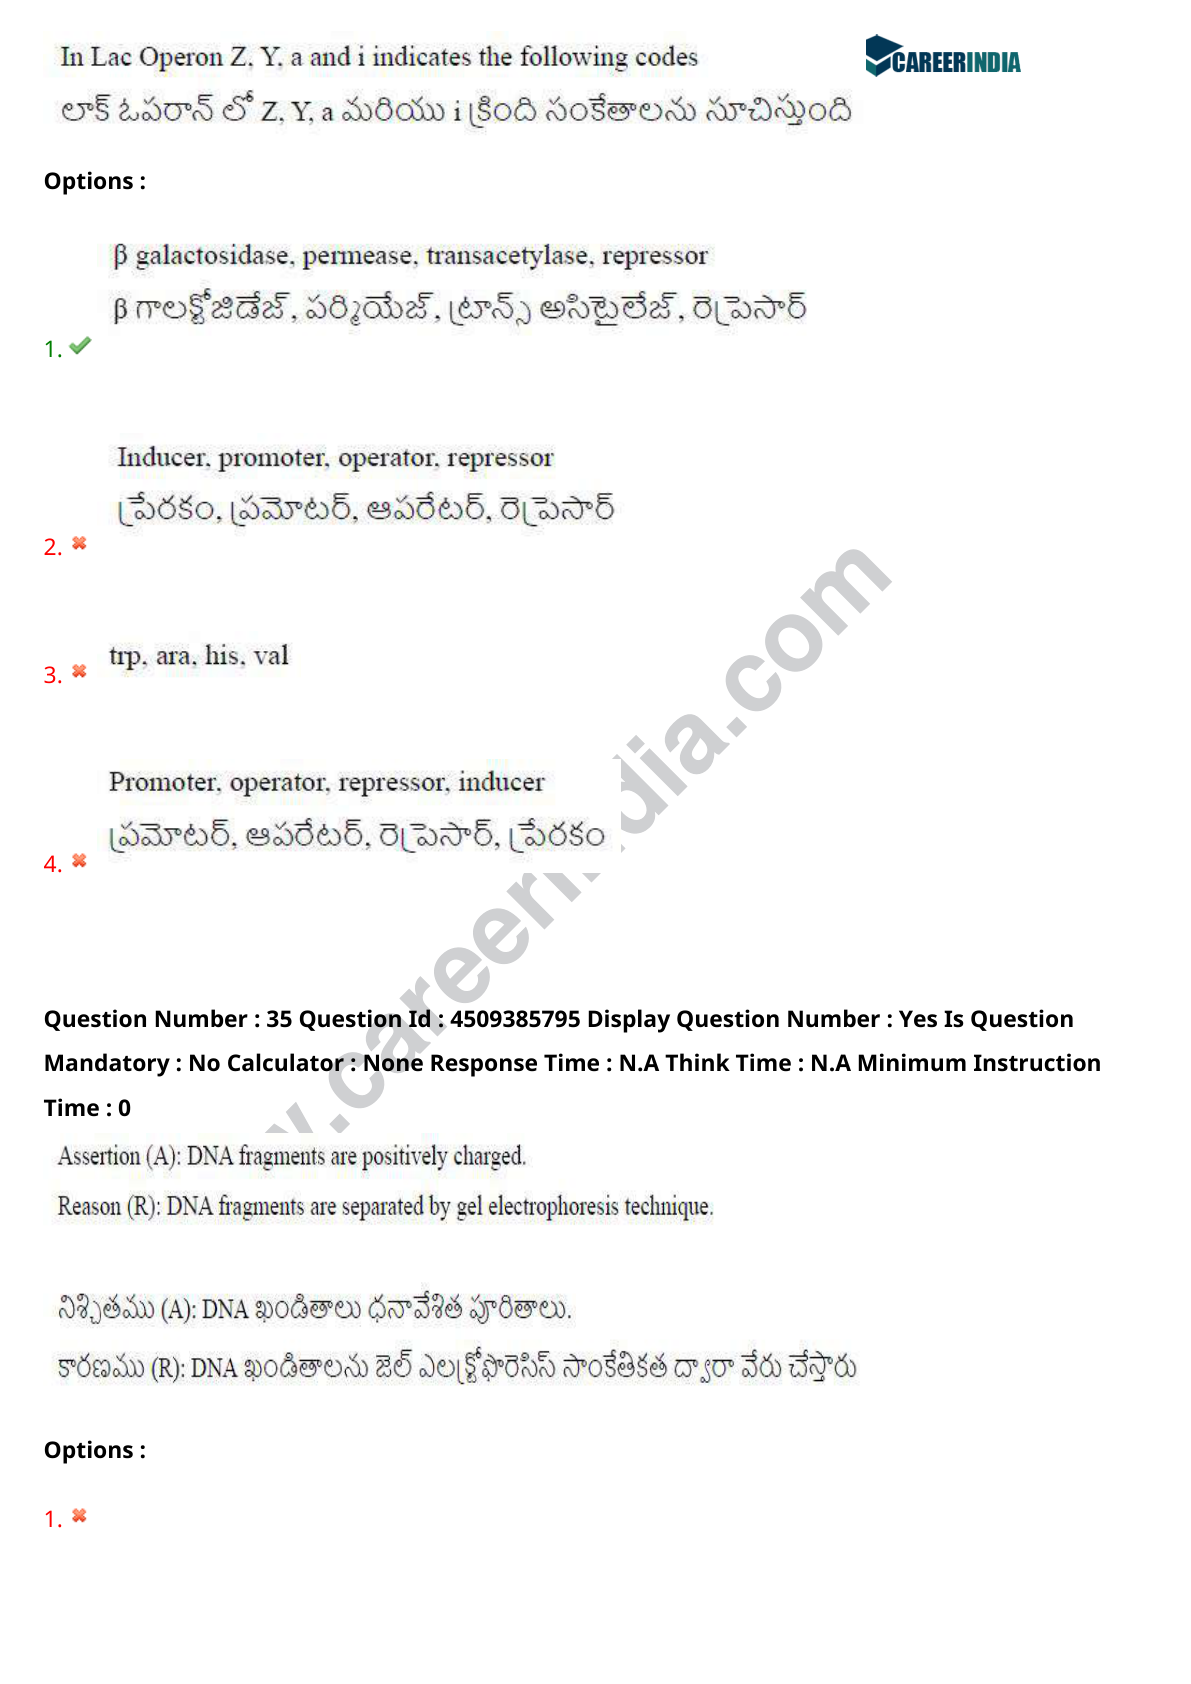 In Lac Operon Z, Y, a and i indicates the following codes
CAREERINDIA
లాక్ ఓపరాన్ లో Z, Y, a మరియు i క్రింది సంకేతాలను సూచిస్తుంది
Options :
β galactosidase, permease, transacetylase, repressor
β గాలక్టోజిడేజ్, పర్మియేజ్, ట్రాన్స్ అసిటైలేజ్, రెప్రెసార్
1.
Inducer, promoter, operator, repressor
ప్రేరకం, ప్రమోటర్, ఆపరేటర్, రెప్రెసార్
2.
trp, ara, his, val
3.
Promoter, operator, repressor, inducer
ప్రమోటర్, ఆపరేటర్, రెప్రెసార్, ప్రేరకం
4.
Question Number : 35 Question Id : 4509385795 Display Question Number : Yes Is Question
Mandatory : No Calculator : None Response Time : N.A Think Time : N.A Minimum Instruction
Time : 0
Assertion (A): DNA fragments are positively charged.
Reason (R): DNA fragments are separated by gel electrophoresis technique.
నిశ్చితము (A): DNA ఖండితాలు ధనావేశిత పూరితాలు.
కారణము (R): DNA ఖండితాలను జెల్ ఎలక్ట్రోఫొరెసిస్ సాంకేతికత ద్వారా వేరు చేస్తారు
Options :
1.